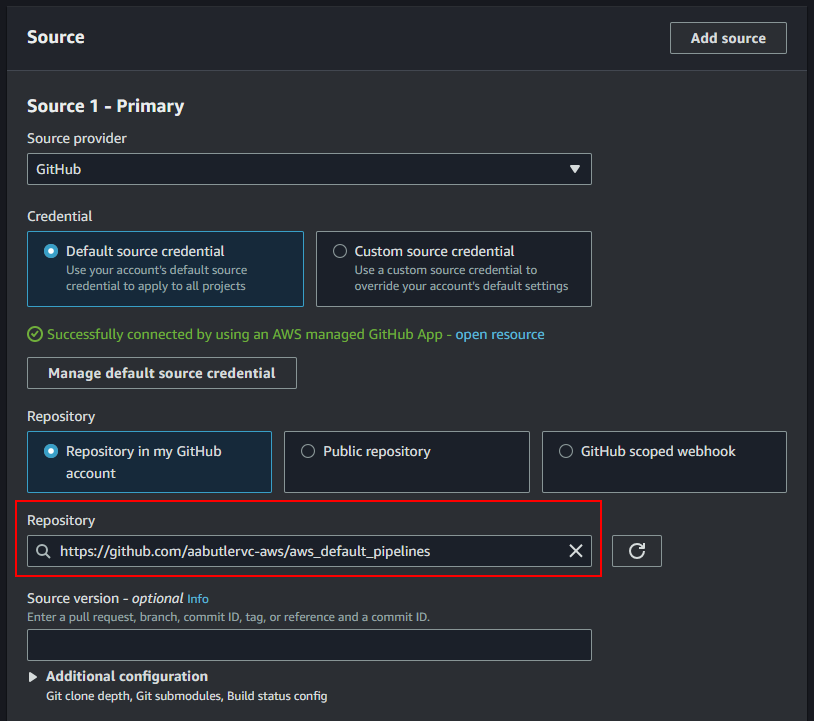 Source
Add source
Source 1 - Primary
Source provider
GitHub
Credential
Default source credential
Use your account's default source
credential to apply to all projects
Custom source credential
Use a custom source credential to
override your account's default settings
Successfully connected by using an AWS managed GitHub App - open resource
Manage default source credential
Repository
Repository in my GitHub
account
Public repository
GitHub scoped webhook
Repository
https://github.com/aabutlervc-aws/aws_default_pipelines
Source version - optional Info
Enter a pull request, branch, commit ID, tag, or reference and a commit ID.
Additional configuration
Git clone depth, Git submodules, Build status config